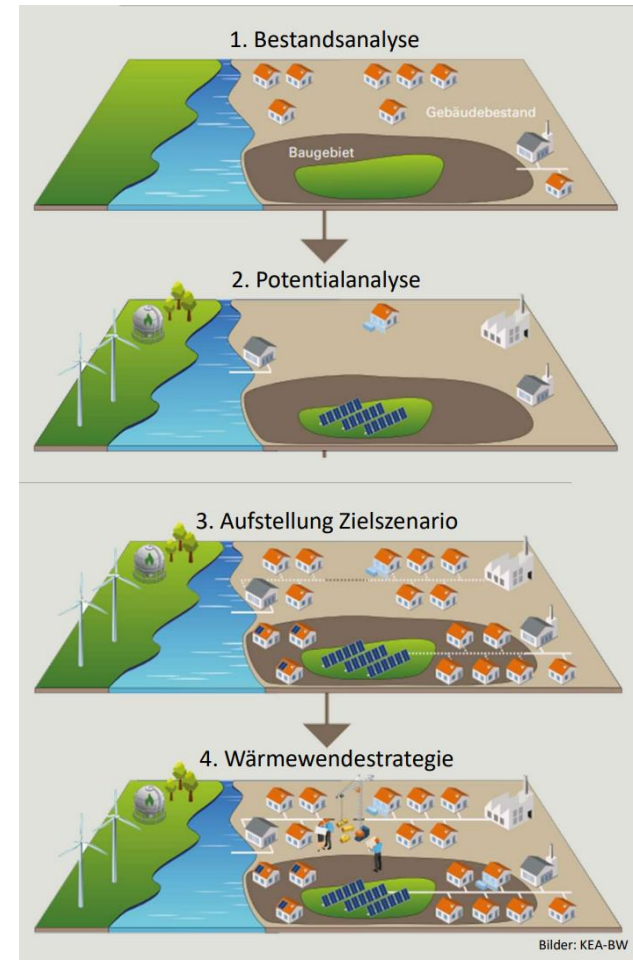 1. Bestandsanalyse
Gebäudebestand
Baugebiet
2. Potentialanalyse
3. Aufstellung Zielszenario
4. Wärmewendestrategie
Bilder: KEA-BW